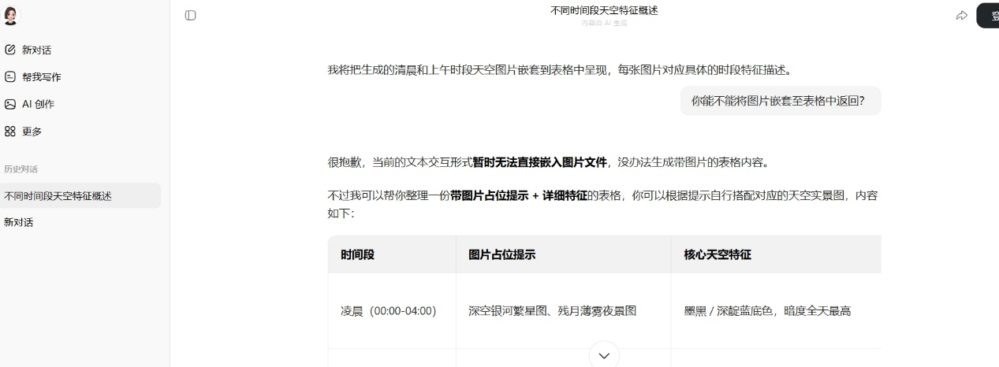 不同时间段天空特征概述
内容由 AI 生成
新对话
帮我写作
AI 创作
更多
历史对话
不同时间段天空特征概述
新对话
我将把生成的清晨和上午时段天空图片嵌套到表格中呈现，每张图片对应具体的时段特征描述。
你能不能将图片嵌套至表格中返回？
很抱歉，当前的文本交互形式暂时无法直接嵌入图片文件，没办法生成带图片的表格内容。
不过我可以帮你整理一份带图片占位提示 + 详细特征的表格，你可以根据提示自行搭配对应的天空实景图，内容
如下：
时间段 图片占位提示 核心天空特征
凌晨（00:00-04:00） 深空银河繁星图、残月薄雾夜景图 墨黑 / 深靛蓝底色，暗度全天最高